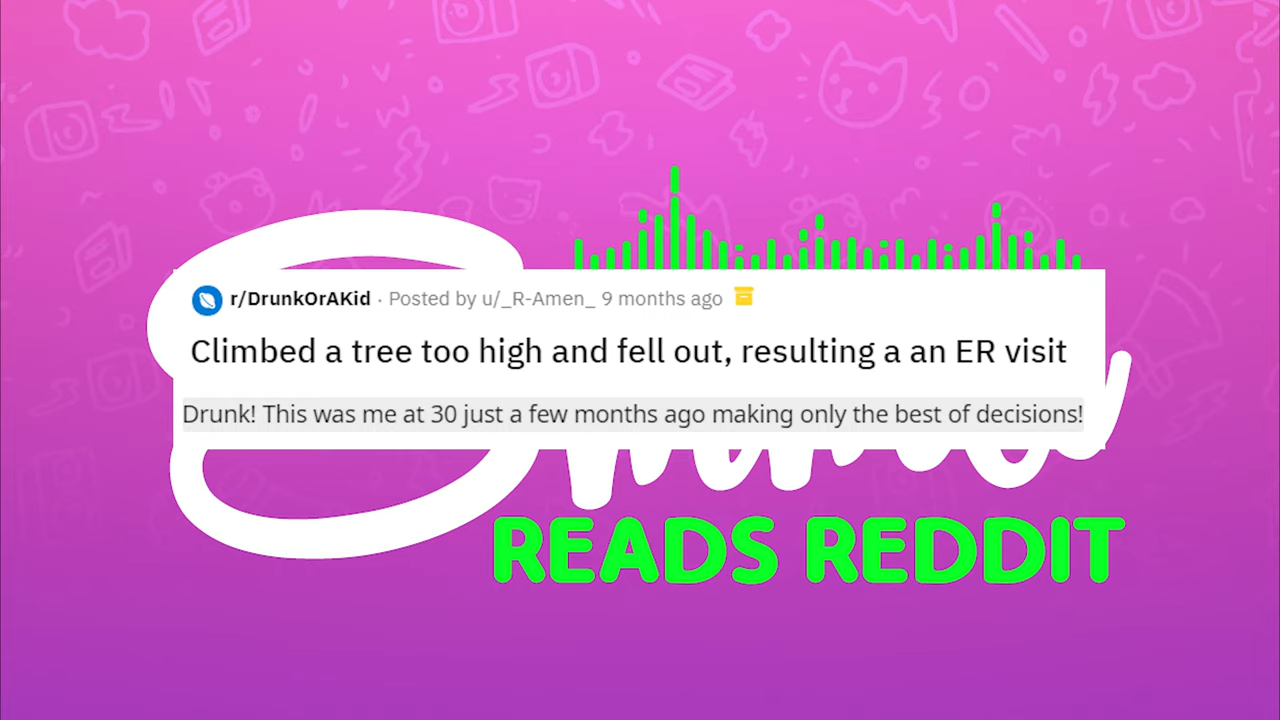 r/DrunkOrAKid · Posted by u/_R-Amen_ 9 months ago
Climbed a tree too high and fell out, resulting a an ER visit
Drunk! This was me at 30 just a few months ago making only the best of decisions!
READS REDDIT